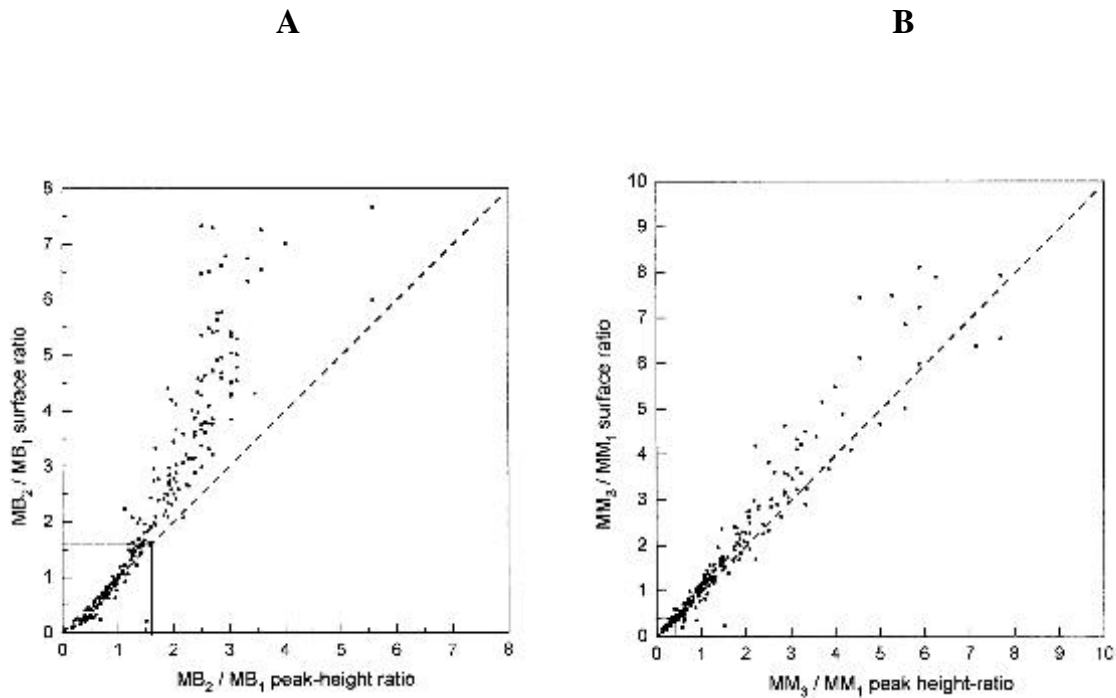 A
B
MB2 / MB1 surface ratio
8
7
6
5
4
3
2
1
0
0 1 2 3 4 5 6 7 8
MB2 / MB1 peak-height ratio
MM3 / MM1 surface ratio
10
9
8
7
6
5
4
3
2
1
0
0 1 2 3 4 5 6 7 8 9 10
MM3 / MM1 peak height-ratio